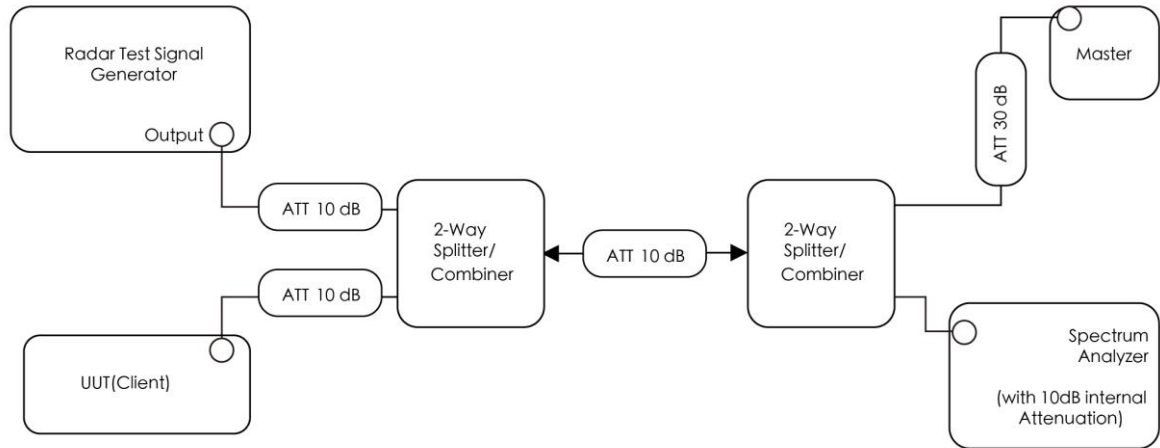 Radar Test Signal
Generator
Output
ATT 10 dB
2-Way
Splitter/
Combiner
ATT 10 dB
UUT(Client)
ATT 10 dB
2-Way
Splitter/
Combiner
ATT 30 dB
Master
Spectrum
Analyzer
(with 10dB internal
Attenuation)